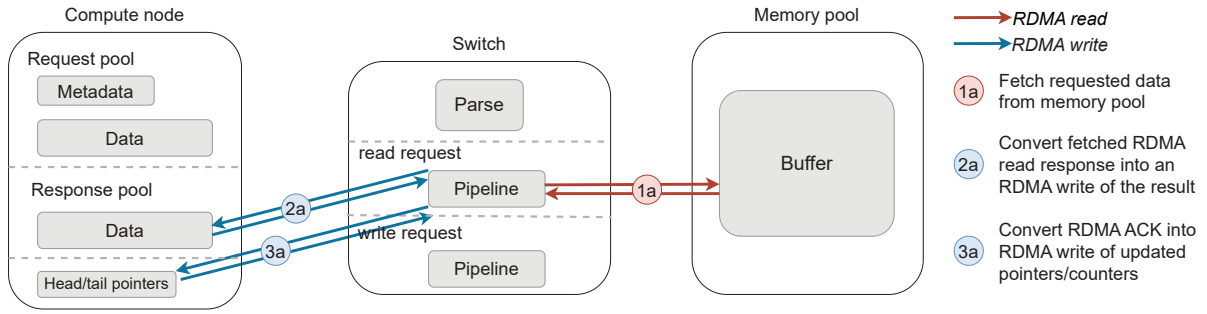 Compute node
Request pool
Metadata
Data
Response pool
Data
Head/tail pointers
2a
3a
Switch
Parse
read request
Pipeline
write request
Pipeline
1a
Memory pool
Buffer
RDMA read
RDMA write
1a
Fetch requested data
from memory pool
2a
Convert fetched RDMA
read response into an
RDMA write of the result
3a
Convert RDMA ACK into
RDMA write of updated
pointers/counters